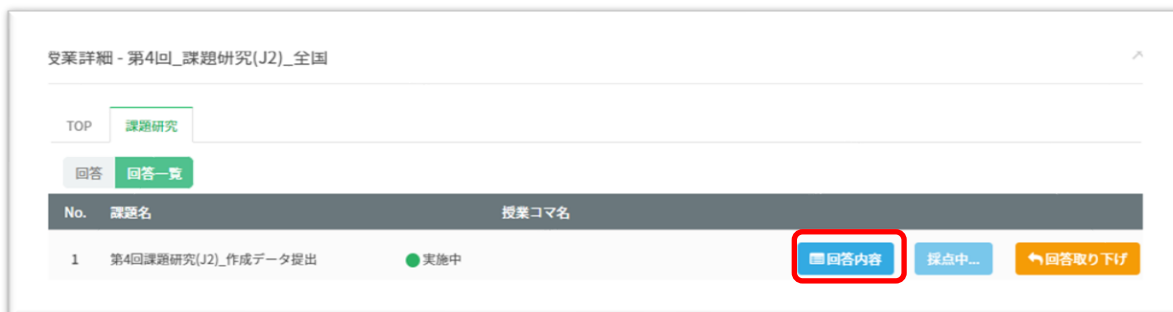 授業詳細 - 第4回_課題研究(J2)_全国
TOP 課題研究
回答 回答一覧
No. 課題名 授業コマ名
1 第4回課題研究(J2)_作成データ提出 実施中 回答内容 採点中... 回答取り下げ